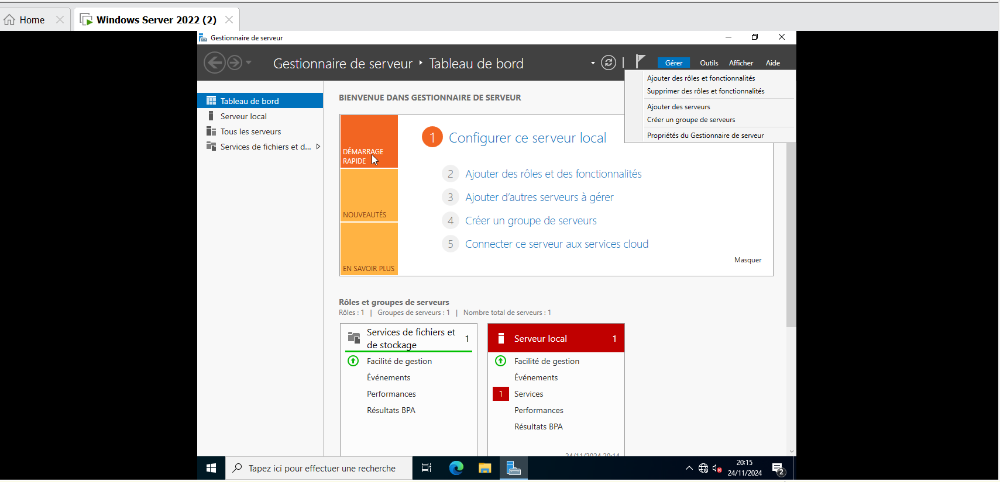 Home
Windows Server 2022 (2)
Gestionnaire de serveur
Gestionnaire de serveur
Tableau de bord
Gérer
Outils
Afficher
Aide
Ajouter des rôles et fonctionnalités
Supprimer des rôles et fonctionnalités
Ajouter des serveurs
Créer un groupe de serveurs
Propriétés du Gestionnaire de serveur
Tableau de bord
Serveur local
Tous les serveurs
Services de fichiers et d...
BIENVENUE DANS GESTIONNAIRE DE SERVEUR
DÉMARRAGE
RAPIDE
NOUVEAUTÉS
EN SAVOIR PLUS
1 Configurer ce serveur local
2 Ajouter des rôles et des fonctionnalités
3 Ajouter d’autres serveurs à gérer
4 Créer un groupe de serveurs
5 Connecter ce serveur aux services cloud
Masquer
Rôles et groupes de serveurs
Rôles : 1 | Groupes de serveurs : 1 | Nombre total de serveurs : 1
Services de fichiers et
de stockage
1
Facilité de gestion
Événements
Performances
Résultats BPA
Serveur local 1
Facilité de gestion
Événements
1 Services
Performances
Résultats BPA
24/11/2024 20:14
Tapez ici pour effectuer une recherche
20:15
24/11/2024
2